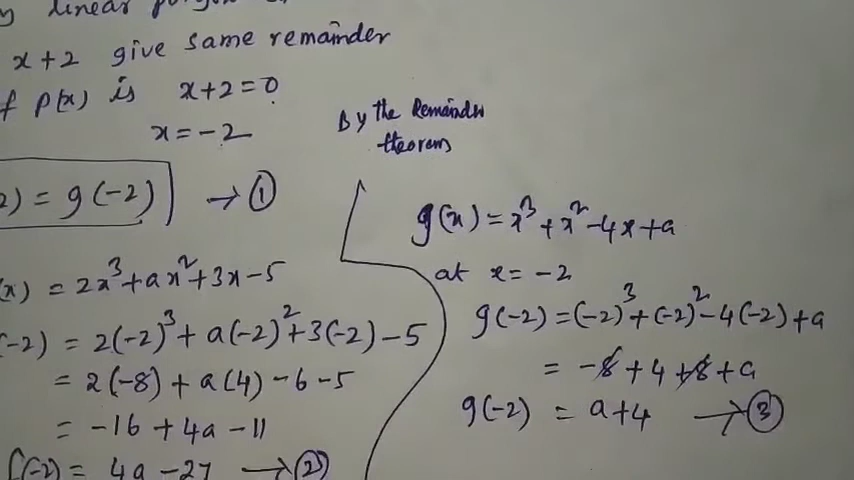 linear
x+2 give same remainder
P(x) is x+2=0
x=-2
By the Remainder
theorem
2) = g(-2) → ①
g(x) = x³+x²-4x+a
at x=-2
(x) = 2x³+ax²+3x-5
g(-2) = (-2)³+(-2)²-4(-2)+a
(-2) = 2(-2)³+a(-2)²+3(-2)-5
= -8+4+8+a
= 2(-8)+a(4)-6-5
g(-2) = a+4 → ③
= -16+4a-11
f(-2) = 4a-27 → ②